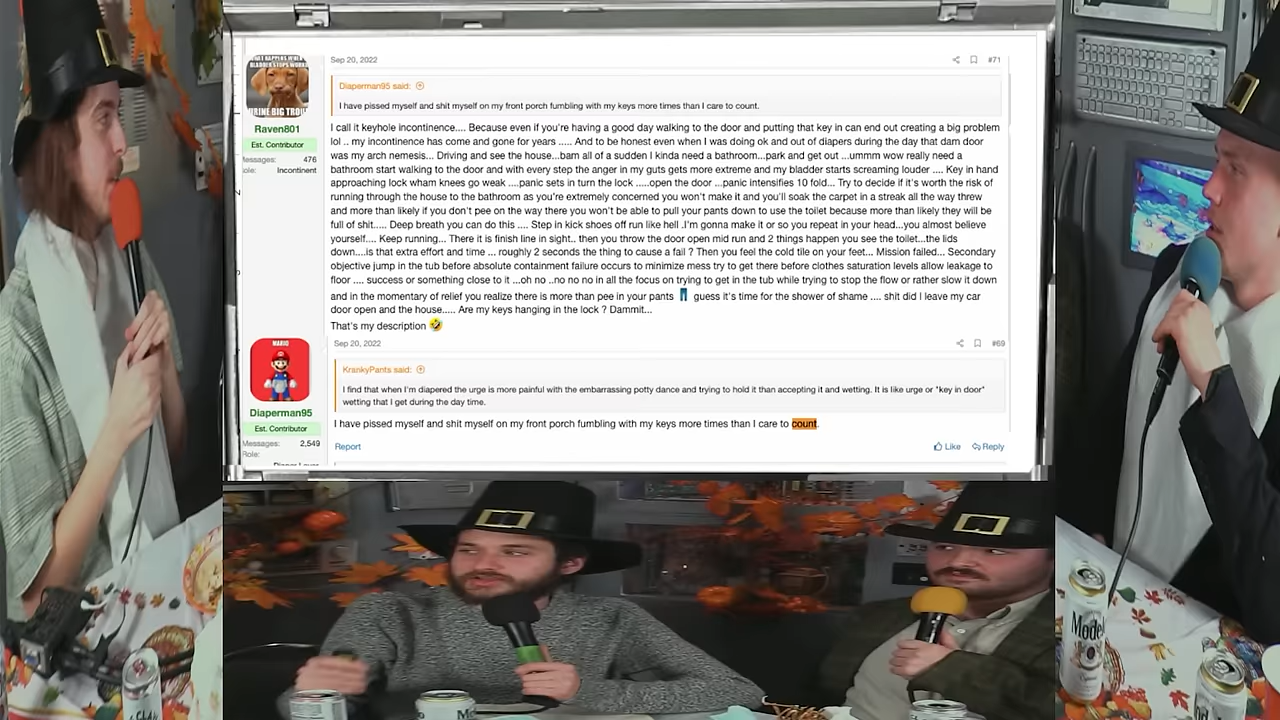 WHAT HAPPENS WHEN
BLADDER STOPS WORKING
URINE BIG TROUBLE
Raven801
Est. Contributor
Messages: 476
Role: Incontinent
Sep 20, 2022 #71
Diaperman95 said:
I have pissed myself and shit myself on my front porch fumbling with my keys more times than I care to count.
I call it keyhole incontinence.... Because even if you're having a good day walking to the door and putting that key in can end out creating a big problem
lol .. my incontinence has come and gone for years ..... And to be honest even when I was doing ok and out of diapers during the day that darn door
was my arch nemesis... Driving and see the house...bam all of a sudden I kinda need a bathroom...park and get out ...ummm wow really need a
bathroom start walking to the door and with every step the anger in my guts gets more extreme and my bladder starts screaming louder .... Key in hand
approaching lock wham knees go weak ....panic sets in turn the lock .....open the door ...panic intensifies 10 fold... Try to decide if it's worth the risk of
running through the house to the bathroom as you're extremely concerned you won't make it and you'll soak the carpet in a streak all the way threw
and more than likely if you don't pee on the way there you won't be able to pull your pants down to use the toilet because more than likely they will be
full of shit..... Deep breath you can do this .... Step in kick shoes off run like hell .I'm gonna make it or so you repeat in your head...you almost believe
yourself.... Keep running... There it is finish line in sight.. then you throw the door open mid run and 2 things happen you see the toilet...the lids
down....is that extra effort and time ... roughly 2 seconds the thing to cause a fail ? Then you feel the cold tile on your feet... Mission failed... Secondary
objective jump in the tub before absolute containment failure occurs to minimize mess try to get there before clothes saturation levels allow leakage to
floor .... success or something close to it ...oh no ..no no no in all the focus on trying to get in the tub while trying to stop the flow or rather slow it down
and in the momentary of relief you realize there is more than pee in your pants 👖 guess it's time for the shower of shame .... shit did I leave my car
door open and the house..... Are my keys hanging in the lock ? Dammit...
That's my description 🤣
MARIO
Diaperman95
Est. Contributor
Messages: 2,549
Role: Diaper Lover
Sep 20, 2022 #69
KrankyPants said:
I find that when I'm diapered the urge is more painful with the embarrassing potty dance and trying to hold it than accepting it and wetting. It is like urge or "key in door"
wetting that I get during the day time.
I have pissed myself and shit myself on my front porch fumbling with my keys more times than I care to count.
Report Like Reply
Model